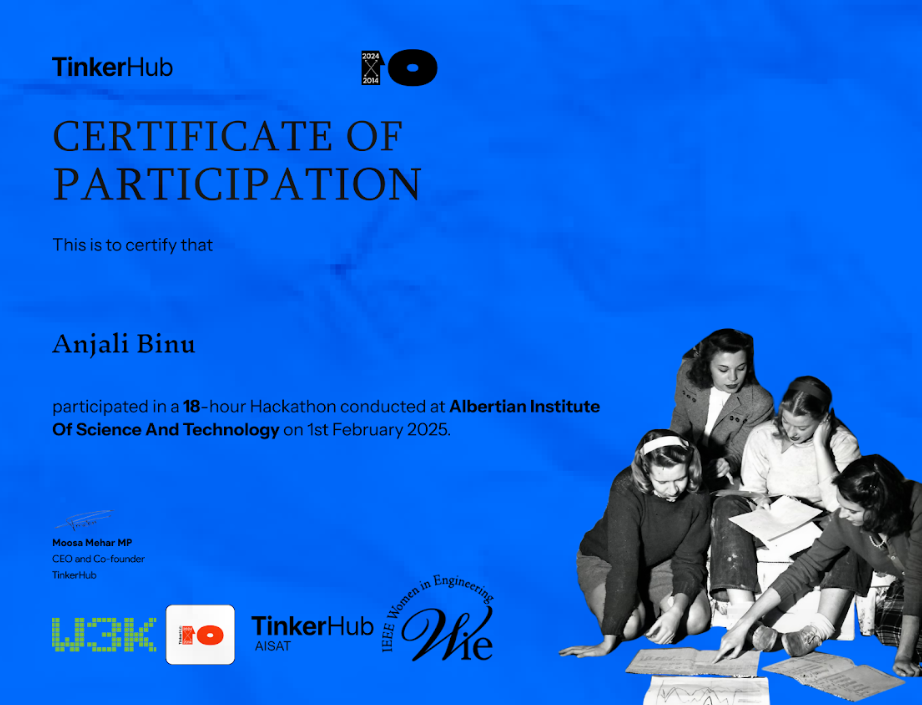 TinkerHub
2024
2014
10
CERTIFICATE OF
PARTICIPATION
This is to certify that
Anjali Binu
participated in a 18-hour Hackathon conducted at Albertian Institute
Of Science And Technology on 1st February 2025.
Moosa Mehar MP
CEO and Co-founder
TinkerHub
W3K
10
TinkerHub
AISAT
IEEE Women in Engineering
Wie